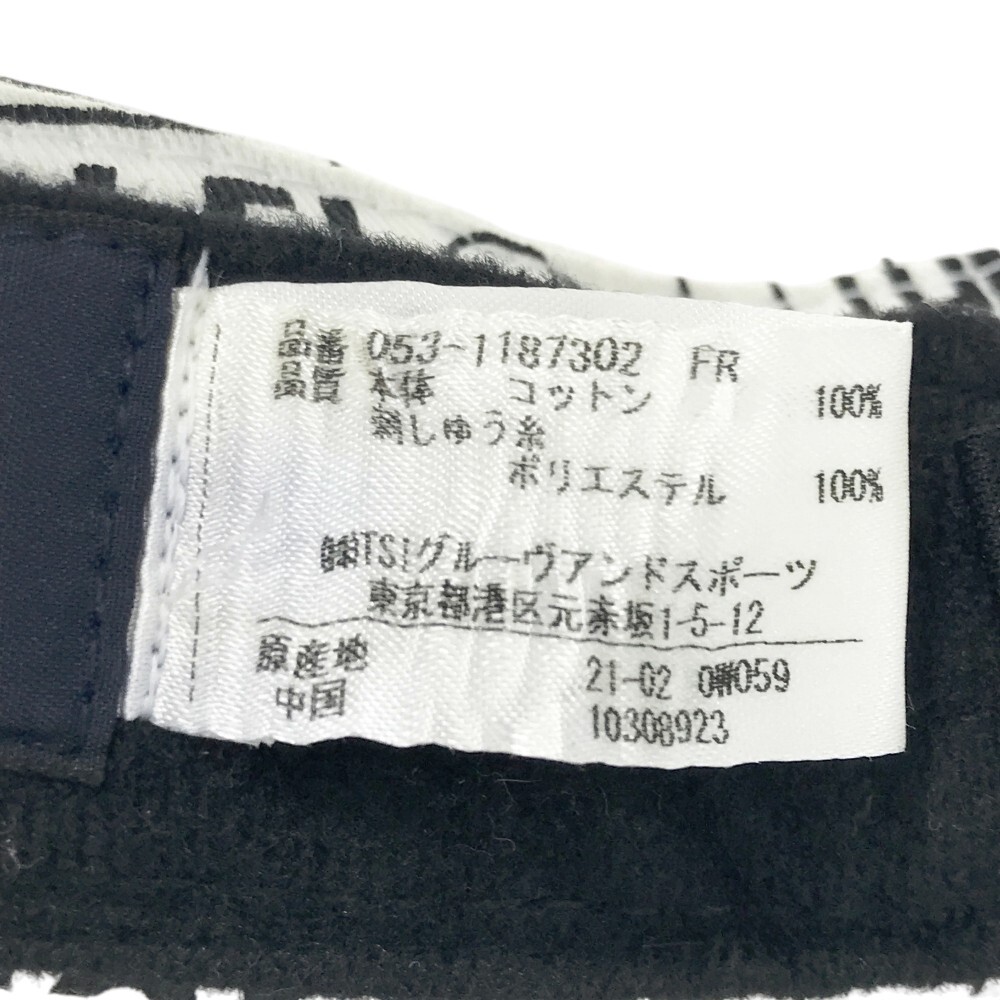 品番 053-1187302 FR
本体 コットン 100%
刺しゅう糸
ポリエステル 100%
㈱TSIグルーヴアンドスポーツ
東京都港区元赤坂1-5-12
原産地 21-02 059
中国 10308923